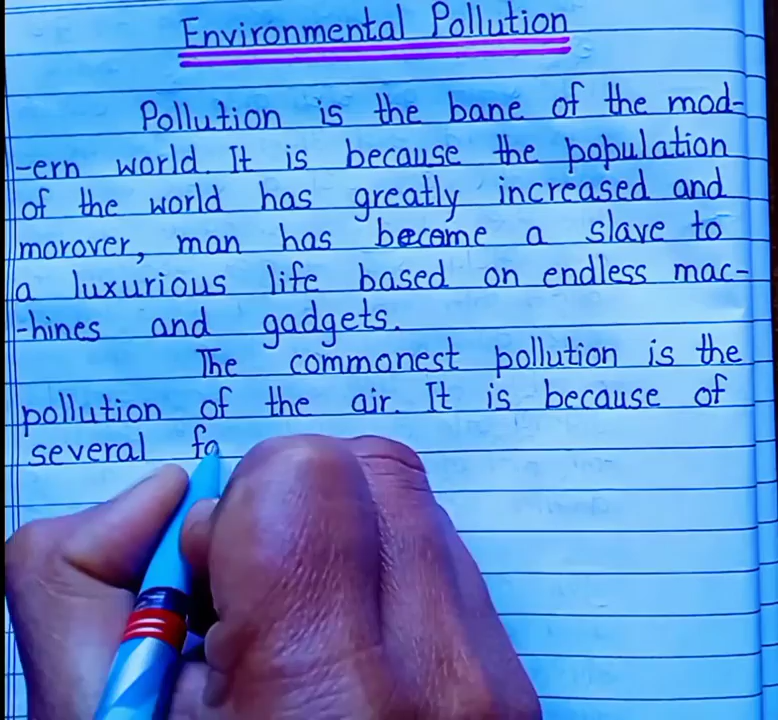 Environmental Pollution
Pollution is the bane of the mod-
-ern world. It is because the population
of the world has greatly increased and
morover, man has become a slave to
a luxurious life based on endless mac-
-hines and gadgets.
The commonest pollution is the
pollution of the air. It is because of
several fa